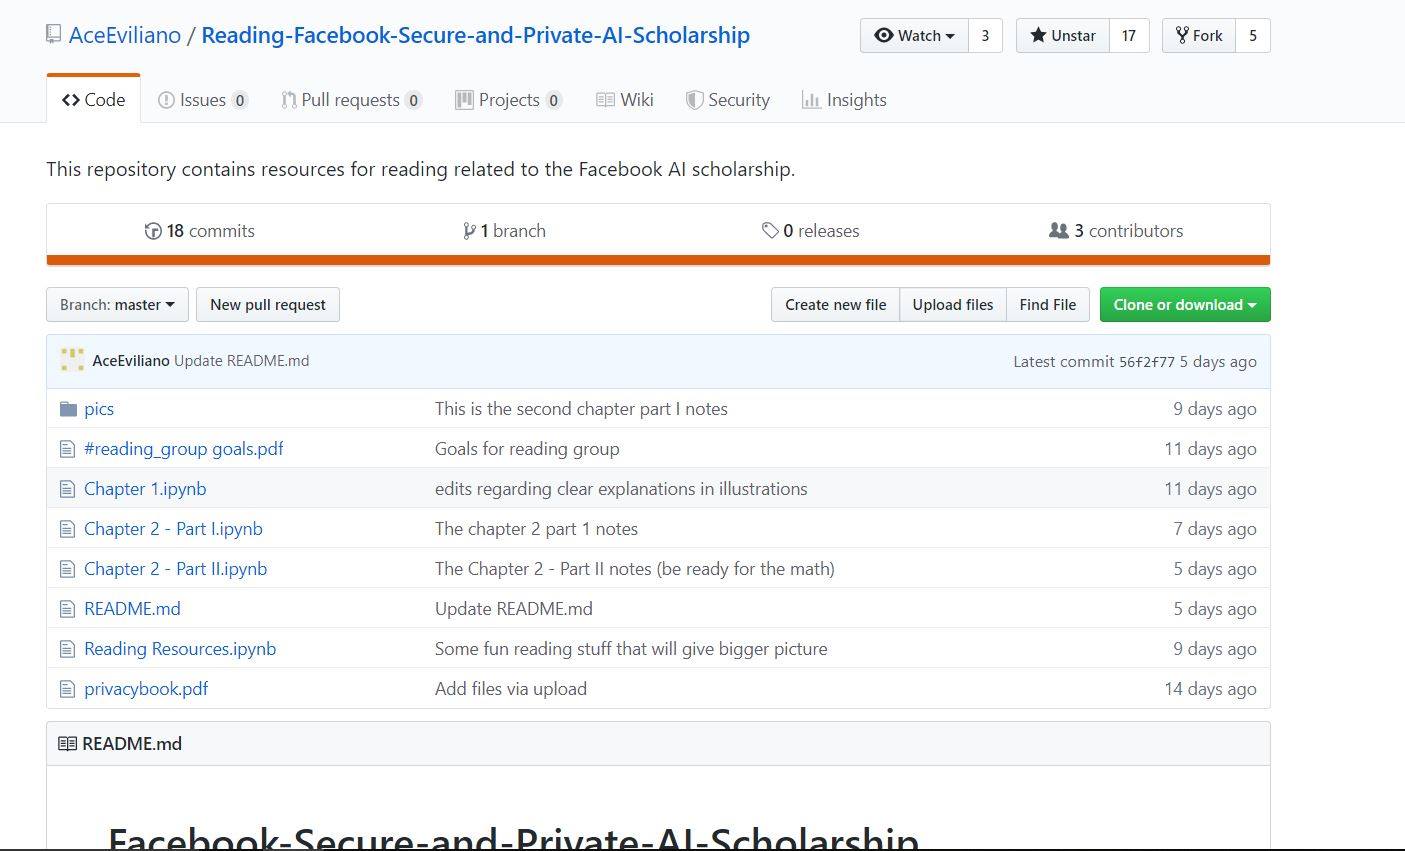 AceEviliano / Reading-Facebook-Secure-and-Private-AI-Scholarship Watch 3 Unstar 17 Fork 5
Code Issues 0 Pull requests 0 Projects 0 Wiki Security Insights
This repository contains resources for reading related to the Facebook AI scholarship.
18 commits 1 branch 0 releases 3 contributors
Branch: master New pull request Create new file Upload files Find File Clone or download
AceEviliano Update README.md Latest commit 56f2f77 5 days ago
pics This is the second chapter part I notes 9 days ago
#reading_group goals.pdf Goals for reading group 11 days ago
Chapter 1.ipynb edits regarding clear explanations in illustrations 11 days ago
Chapter 2 - Part I.ipynb The chapter 2 part 1 notes 7 days ago
Chapter 2 - Part II.ipynb The Chapter 2 - Part II notes (be ready for the math) 5 days ago
README.md Update README.md 5 days ago
Reading Resources.ipynb Some fun reading stuff that will give bigger picture 9 days ago
privacybook.pdf Add files via upload 14 days ago
README.md
Facebook-Secure-and-Private-AI-Scholarship